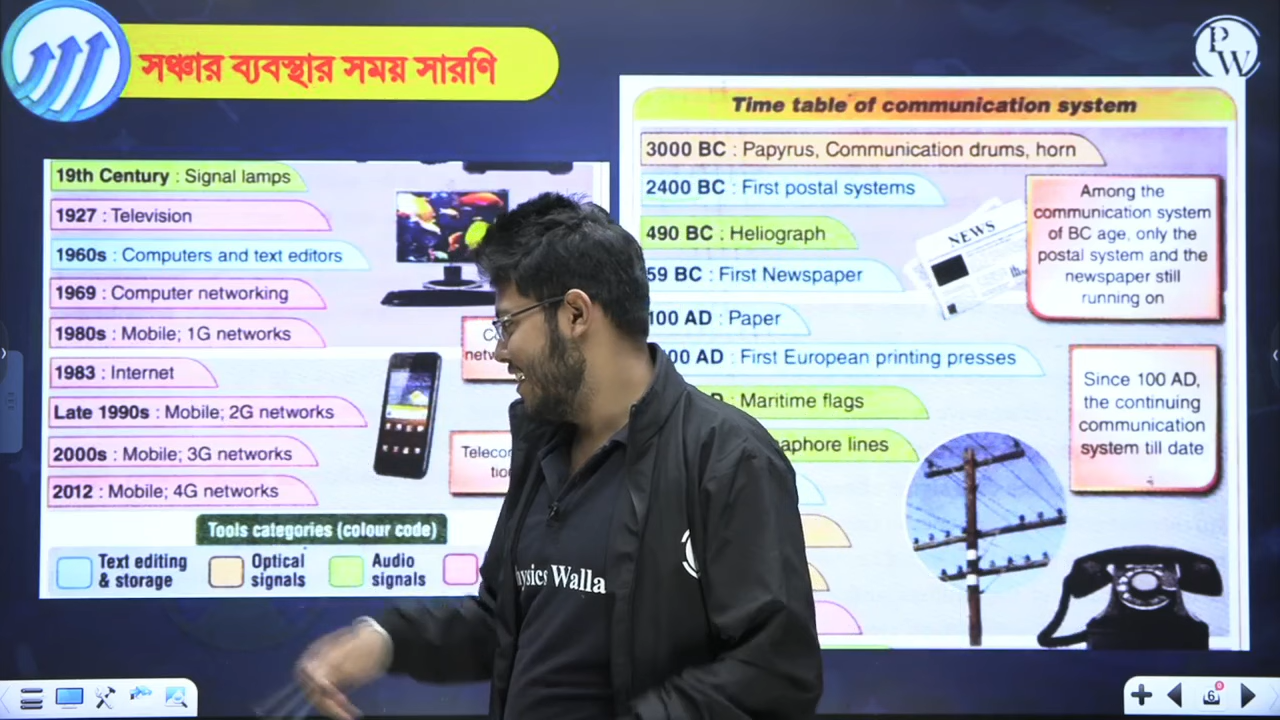 সঞ্চার ব্যবস্থার সময় সারণি
PW
19th Century : Signal lamps
1927 : Television
1960s : Computers and text editors
1969 : Computer networking
1980s : Mobile; 1G networks
1983 : Internet
Late 1990s : Mobile; 2G networks
2000s : Mobile; 3G networks
2012 : Mobile; 4G networks
Tools categories (colour code)
Text editing
& storage
Optical
signals
Audio
signals
Time table of communication system
3000 BC : Papyrus, Communication drums, horn
2400 BC : First postal systems
490 BC : Heliograph
59 BC : First Newspaper
100 AD : Paper
AD : First European printing presses
: Maritime flags
lines
NEWS
Among the
communication system
of BC age, only the
postal system and the
newspaper still
running on
Since 100 AD,
the continuing
communication
system till date
Walla
6